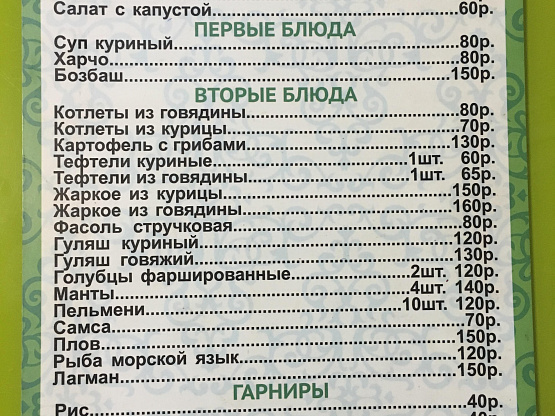 Салат с капустой 60р.
ПЕРВЫЕ БЛЮДА
Суп куриный 80р.
Харчо 80р.
Бозбаш 150р.
ВТОРЫЕ БЛЮДА
Котлеты из говядины 80р.
Котлеты из курицы 70р.
Картофель с грибами 130р.
Тефтели куриные 1шт. 60р.
Тефтели из говядины 1шт. 65р.
Жаркое из курицы 150р.
Жаркое из говядины 160р.
Фасоль стручковая 80р.
Гуляш куриный 120р.
Гуляш говяжий 130р.
Голубцы фаршированные 2шт. 120р.
Манты 4шт. 140р.
Пельмени 10шт. 120р.
Самса 70р.
Плов 150р.
Рыба морской язык 120р.
Лагман 150р.
ГАРНИРЫ
Рис 40р.